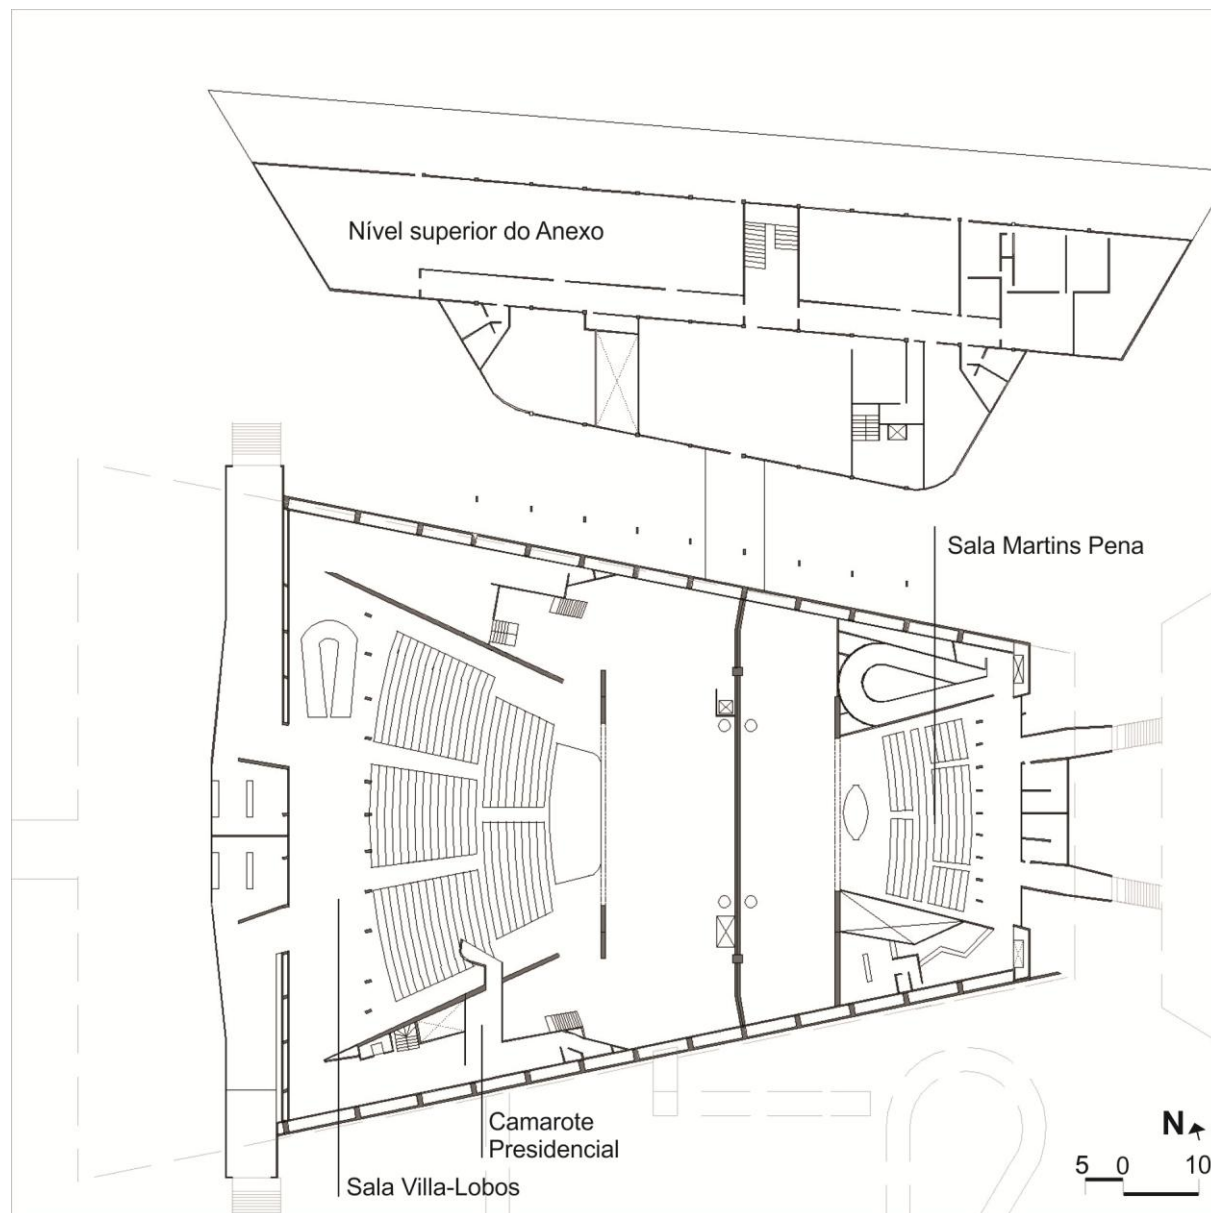 Nível superior do Anexo
Sala Martins Pena
Camarote
Presidencial
Sala Villa-Lobos
N
5 0 10